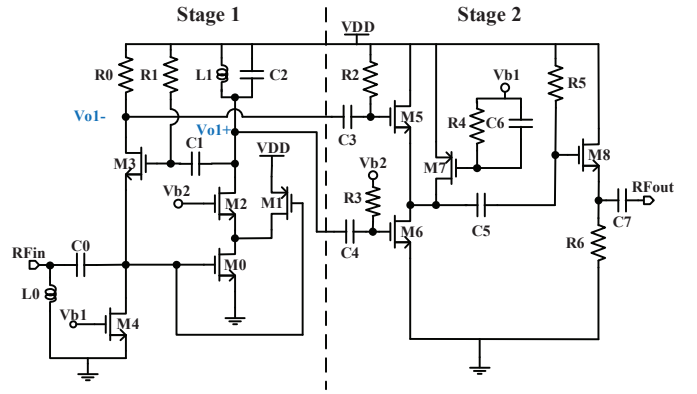 Stage 1
Stage 2
VDD
R0
R1
L1
C2
R2
Vb1
R5
R4
C6
Vo1-
Vo1+
C3
M5
C1
VDD
M3
Vb2
M7
M8
Vb2
M2
M1
R3
C5
C7
RFout
RFin
C0
M0
C4
M6
R6
L0
Vb1
M4